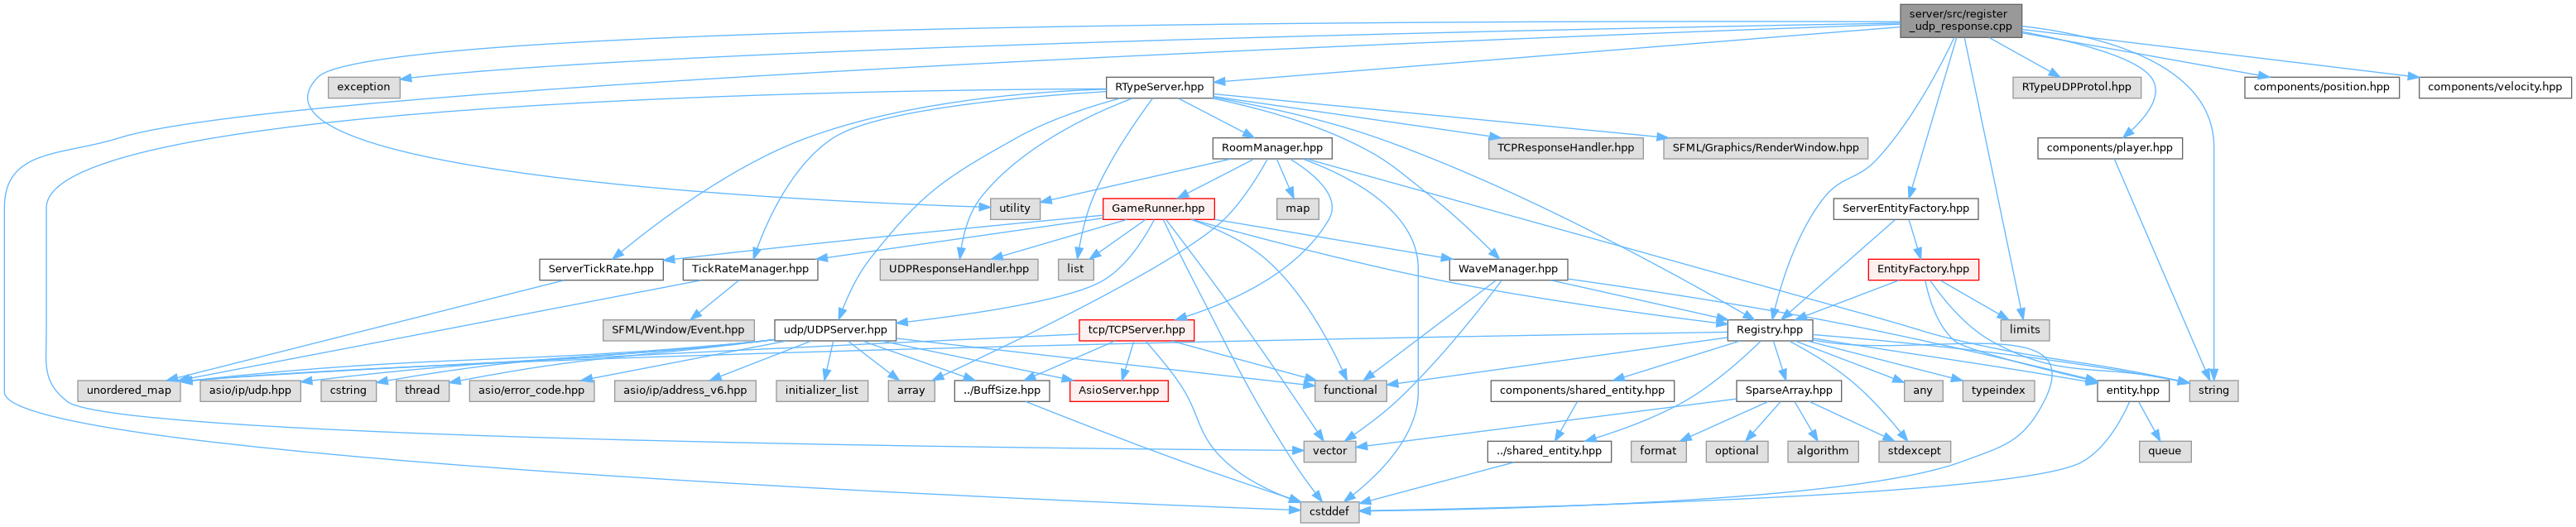 server/src/register
_udp_response.cpp
exception
RTypeServer.hpp
RTypeUDPProtol.hpp
components/position.hpp
components/velocity.hpp
RoomManager.hpp
TCPResponseHandler.hpp
SFML/Graphics/RenderWindow.hpp
components/player.hpp
utility
GameRunner.hpp
map
ServerEntityFactory.hpp
ServerTickRate.hpp
TickRateManager.hpp
UDPResponseHandler.hpp
list
WaveManager.hpp
EntityFactory.hpp
SFML/Window/Event.hpp
udp/UDPServer.hpp
tcp/TCPServer.hpp
Registry.hpp
limits
unordered_map
asio/ip/udp.hpp
cstring
thread
asio/error_code.hpp
asio/ip/address_v6.hpp
initializer_list
array
../BuffSize.hpp
AsioServer.hpp
functional
components/shared_entity.hpp
SparseArray.hpp
any
typeindex
entity.hpp
string
vector
../shared_entity.hpp
format
optional
algorithm
stdexcept
queue
cstddef